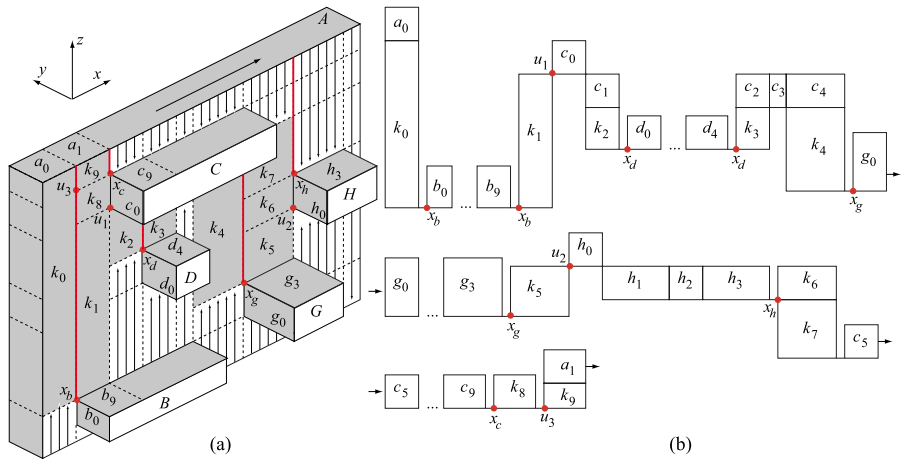 A
z
y
x
a₀
a₁
k₉
c₉
C
h₃
k₇
x_c
H
u₃
k₈
x_h
c₀
k₆
u₂
h₀
u₁
k₃
k₄
k₂
d₄
k₅
k₀
x_d
D
g₃
d₀
x_g
k₁
g₀
G
x_b
b₉
B
b₀
(a)
a₀
u₁
c₀
c₁
c₂
c₃
c₄
k₀
k₁
k₂
d₀
...
d₄
k₃
k₄
g₀
b₀
...
b₉
x_d
x_d
x_b
x_b
x_g
u₂
h₀
g₀
...
g₃
k₅
h₁
h₂
h₃
k₆
x_g
x_h
k₇
c₅
c₅
...
c₉
k₈
a₁
k₉
x_c
u₃
(b)